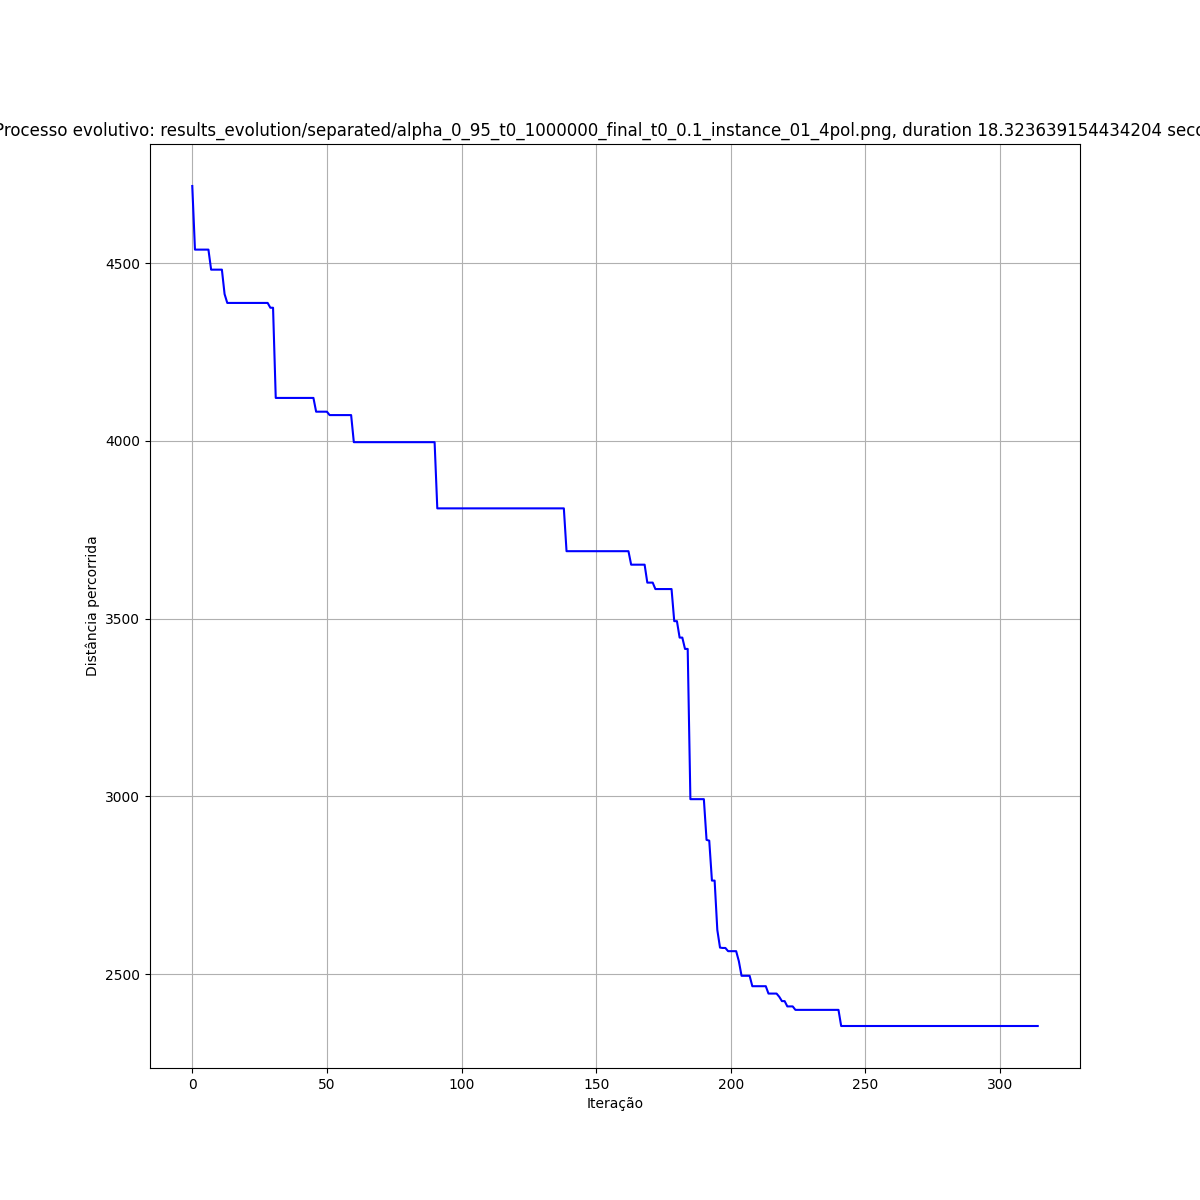 Processo evolutivo: results_evolution/separated/alpha_0_95_t0_1000000_final_t0_0.1_instance_01_4pol.png, duration 18.323639154434204
4500
4000
3500
3000
2500
Distância percorrida
0 50 100 150 200 250 300
Iteração